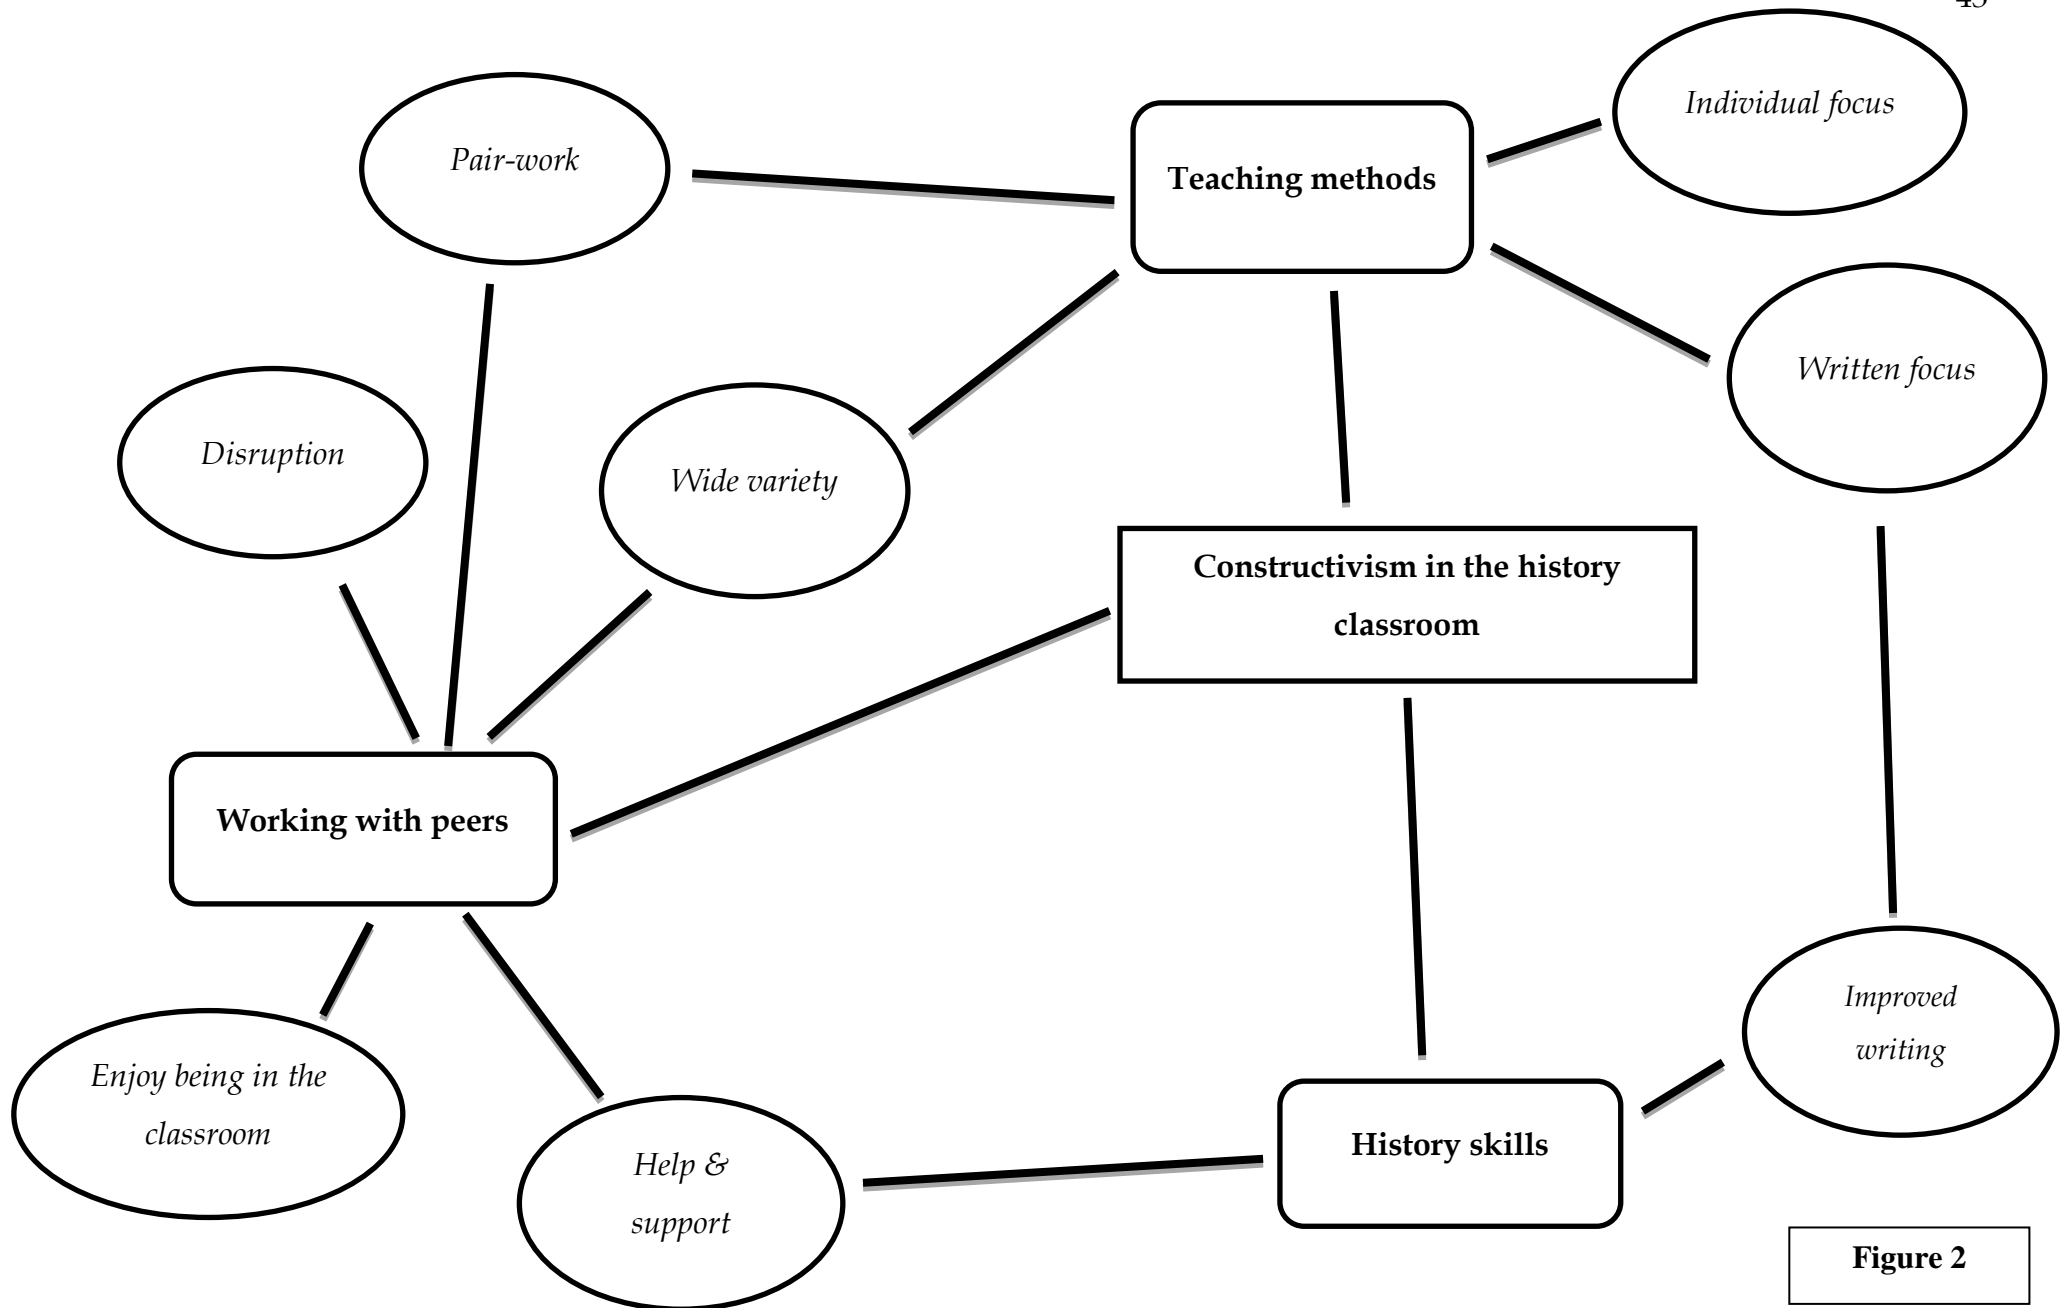 Individual focus
Pair-work
Teaching methods
Written focus
Disruption
Wide variety
Constructivism in the history
classroom
Working with peers
Improved
writing
Enjoy being in the
classroom
Help &
support
History skills
Figure 2